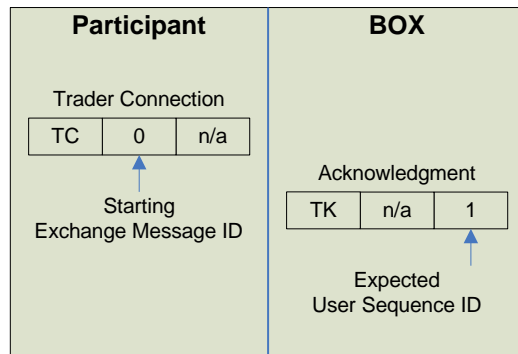 Participant
BOX
Trader Connection
TC 0 n/a
Starting
Exchange Message ID
Acknowledgment
TK n/a 1
Expected
User Sequence ID